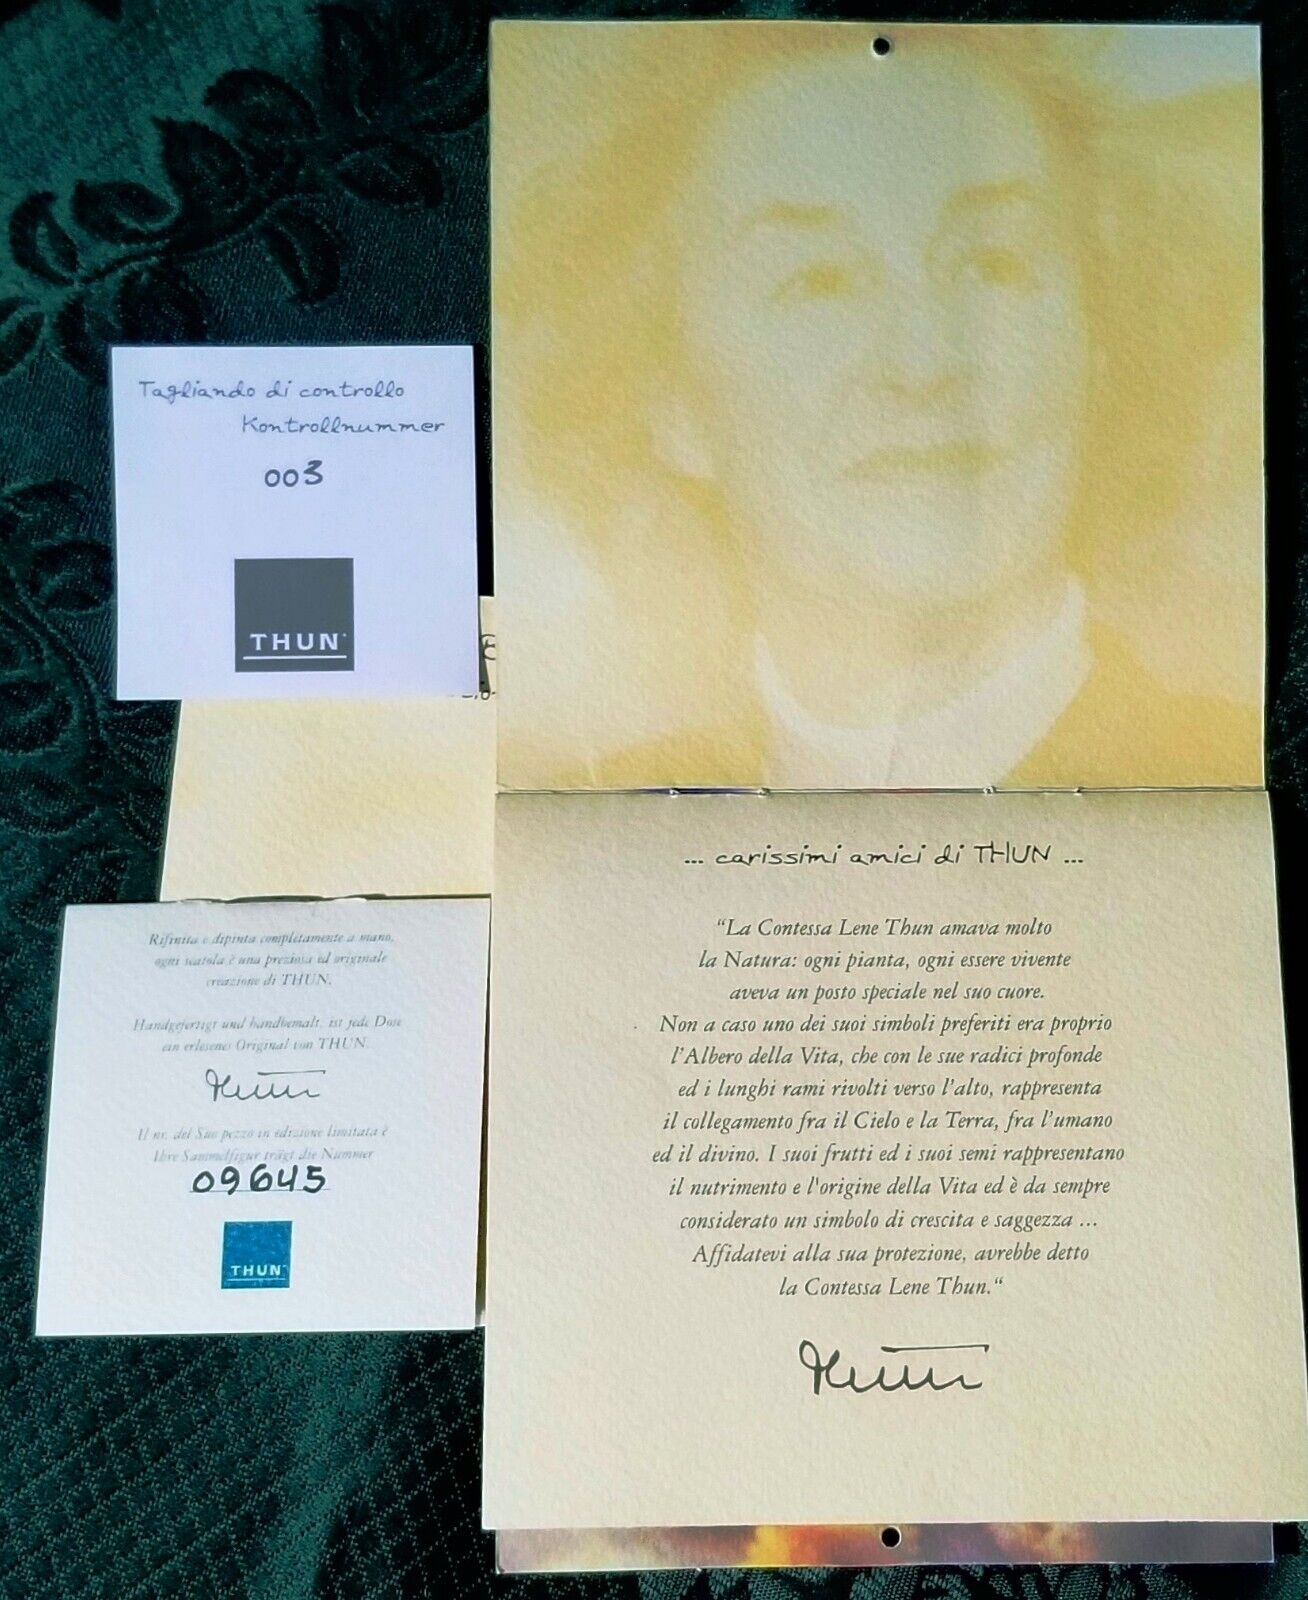 Tagliando di controllo
Kontrollnummer
003
THUN
Rifinita e dipinta completamente a mano,
ogni scatola è una preziosa ed originale
creazione di THUN.
Handgefertigt und handbemalt, ist jede Dose
ein erlesenes Original von THUN.
Thun
Il nr. del Suo pezzo in edizione limitata è
Ihre Sammelfigur trägt die Nummer
09645
THUN
... carissimi amici di THUN ...
“La Contessa Lene Thun amava molto
la Natura: ogni pianta, ogni essere vivente
aveva un posto speciale nel suo cuore.
Non a caso uno dei suoi simboli preferiti era proprio
l’Albero della Vita, che con le sue radici profonde
ed i lunghi rami rivolti verso l’alto, rappresenta
il collegamento fra il Cielo e la Terra, fra l’umano
ed il divino. I suoi frutti ed i suoi semi rappresentano
il nutrimento e l'origine della Vita ed è da sempre
considerato un simbolo di crescita e saggezza ...
Affidatevi alla sua protezione, avrebbe detto
la Contessa Lene Thun.“
Thun